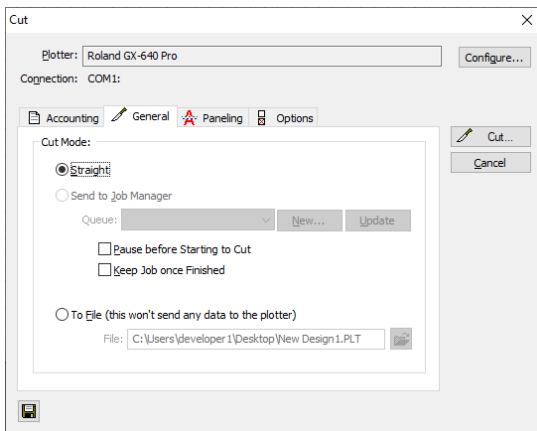 Cut
Plotter: Roland GX-640 Pro
Configure...
Connection: COM1:
Accounting General Paneling Options
Cut...
Cancel
Cut Mode:
Straight
Send to Job Manager
Queue: New... Update
Pause before Starting to Cut
Keep Job once Finished
To File (this won't send any data to the plotter)
File: C:\Users\developer1\Desktop\New Design1.PLT